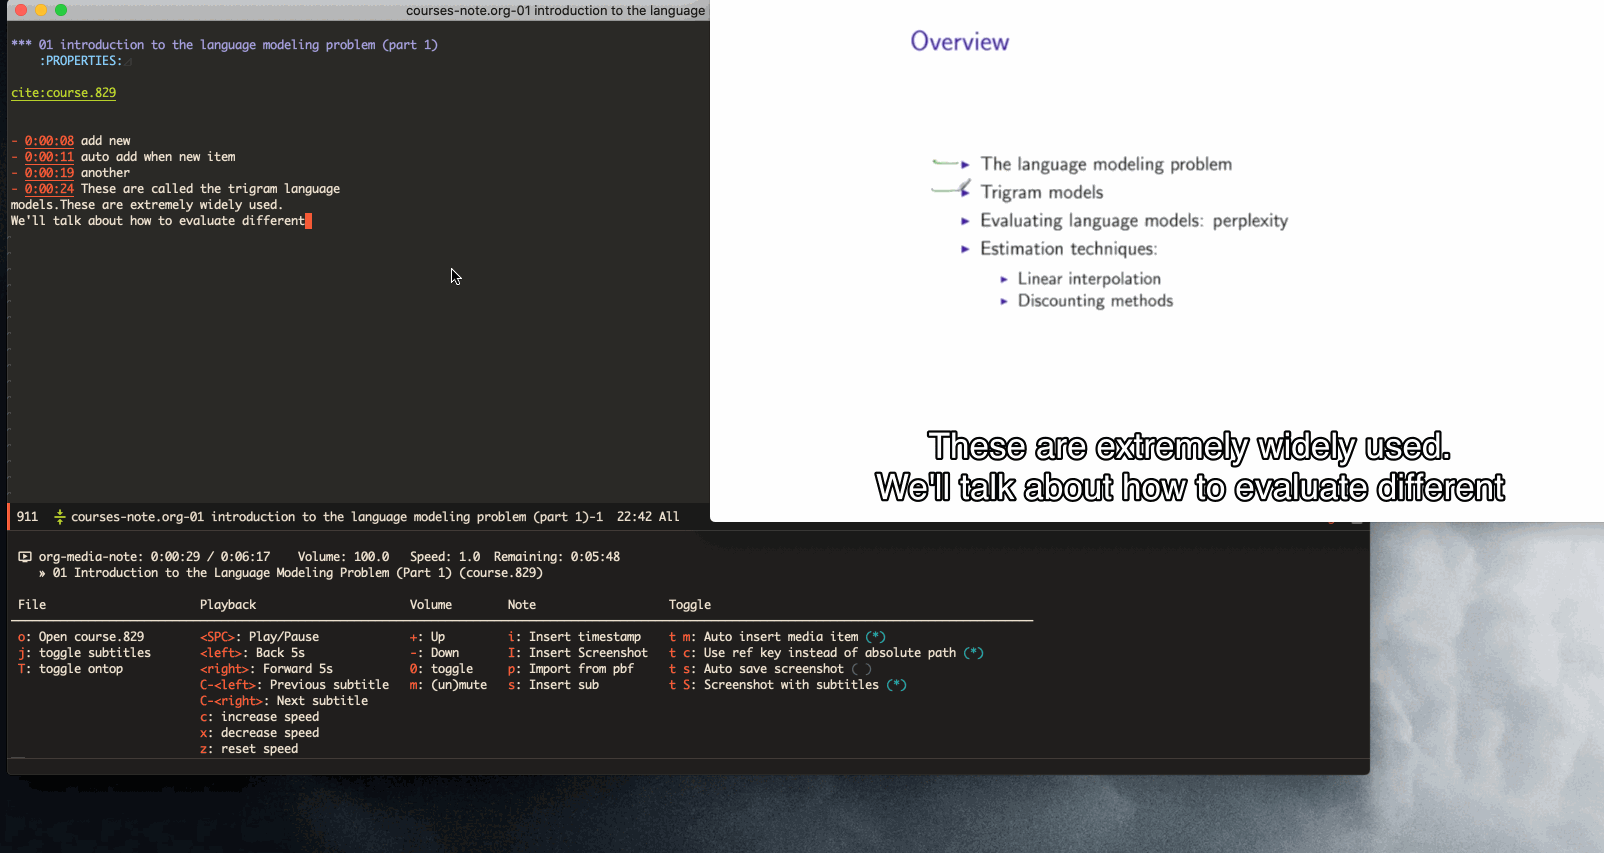 courses-note.org-01 introduction to the language
*** 01 introduction to the language modeling problem (part 1)
:PROPERTIES:
cite:course.829
- 0:00:08 add new
- 0:00:11 auto add when new item
- 0:00:19 another
- 0:00:24 These are called the trigram language
models.These are extremely widely used.
We'll talk about how to evaluate different
Overview
The language modeling problem
Trigram models
Evaluating language models: perplexity
Estimation techniques:
Linear interpolation
Discounting methods
These are extremely widely used.
We'll talk about how to evaluate different
911 courses-note.org-01 introduction to the language modeling problem (part 1)-1 22:42 All
org-media-note: 0:00:29 / 0:06:17 Volume: 100.0 Speed: 1.0 Remaining: 0:05:48
» 01 Introduction to the Language Modeling Problem (Part 1) (course.829)
File Playback Volume Note Toggle
o: Open course.829 <SPC>: Play/Pause +: Up i: Insert timestamp t m: Auto insert media item (*)
j: toggle subtitles <left>: Back 5s -: Down I: Insert Screenshot t c: Use ref key instead of absolute path (*)
T: toggle ontop <right>: Forward 5s 0: toggle p: Import from pbf t s: Auto save screenshot ( )
C-<left>: Previous subtitle m: (un)mute s: Insert sub t S: Screenshot with subtitles (*)
C-<right>: Next subtitle
c: increase speed
x: decrease speed
z: reset speed